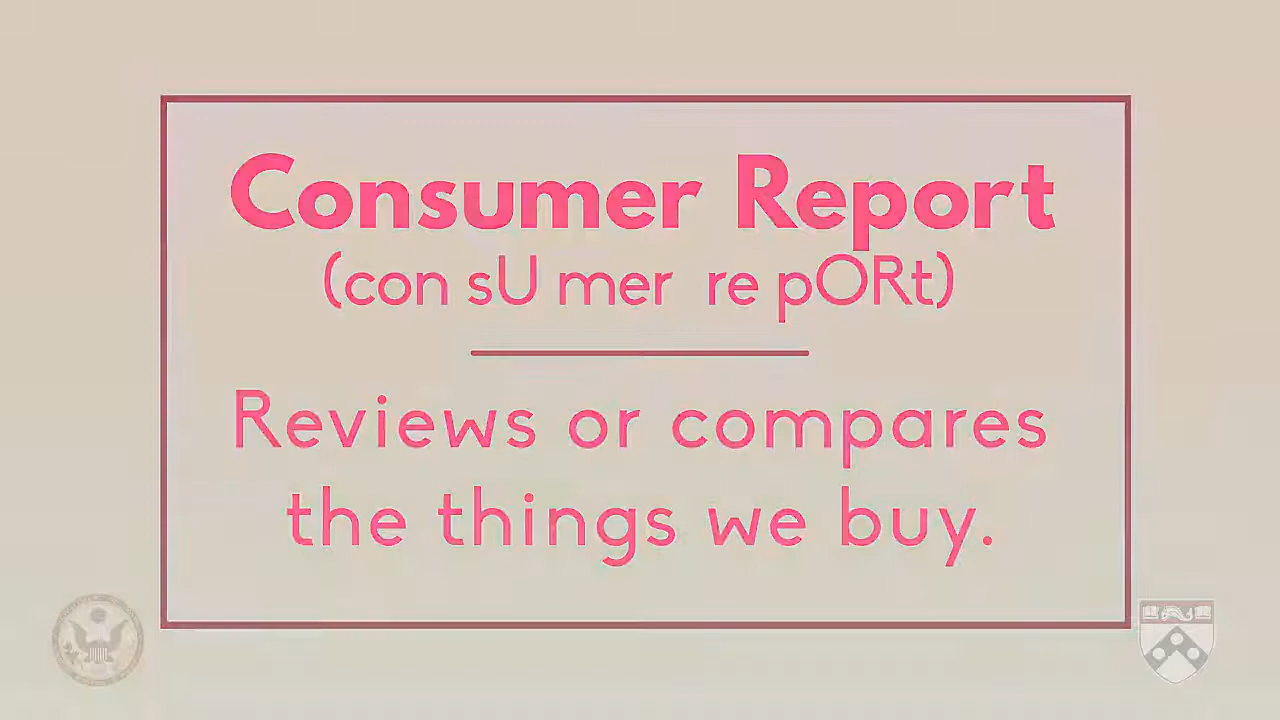 Consumer Report
(con sU mer re pORt)
Reviews or compares
the things we buy.